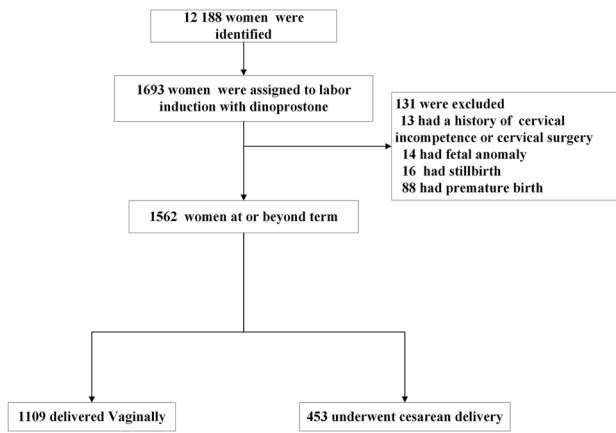 12 188 women were
identified
1693 women were assigned to labor
induction with dinoprostone
131 were excluded
13 had a history of cervical
incompetence or cervical surgery
14 had fetal anomaly
16 had stillbirth
88 had premature birth
1562 women at or beyond term
1109 delivered Vaginally
453 underwent cesarean delivery